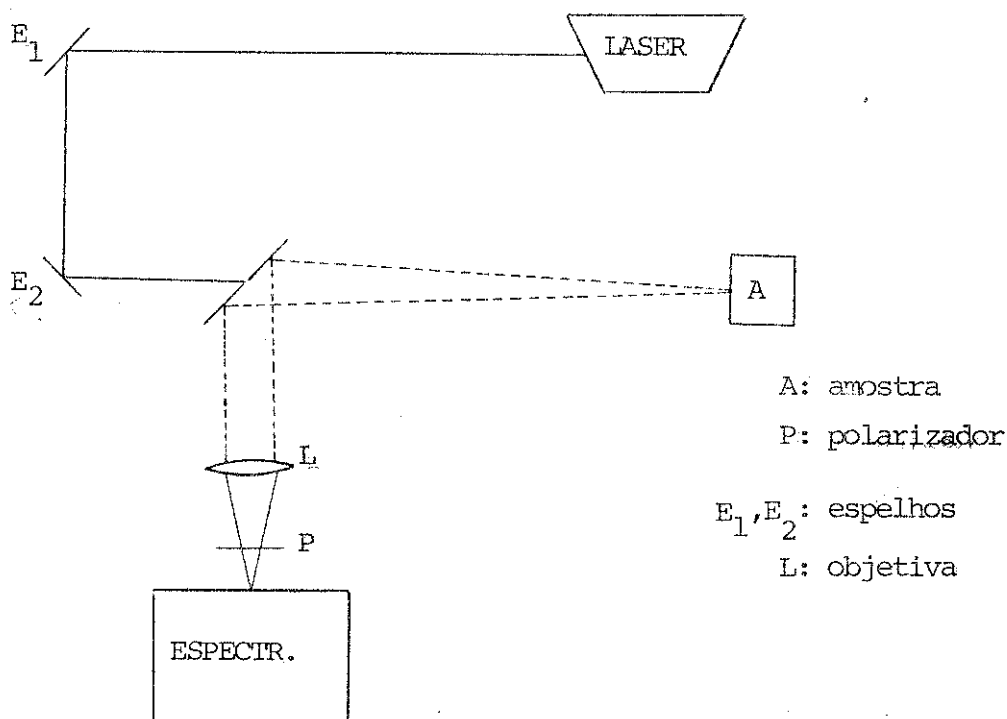 E1
LASER
E2
A
A: amostra
P: polarizador
L
E1,E2: espelhos
P
L: objetiva
ESPECTR.